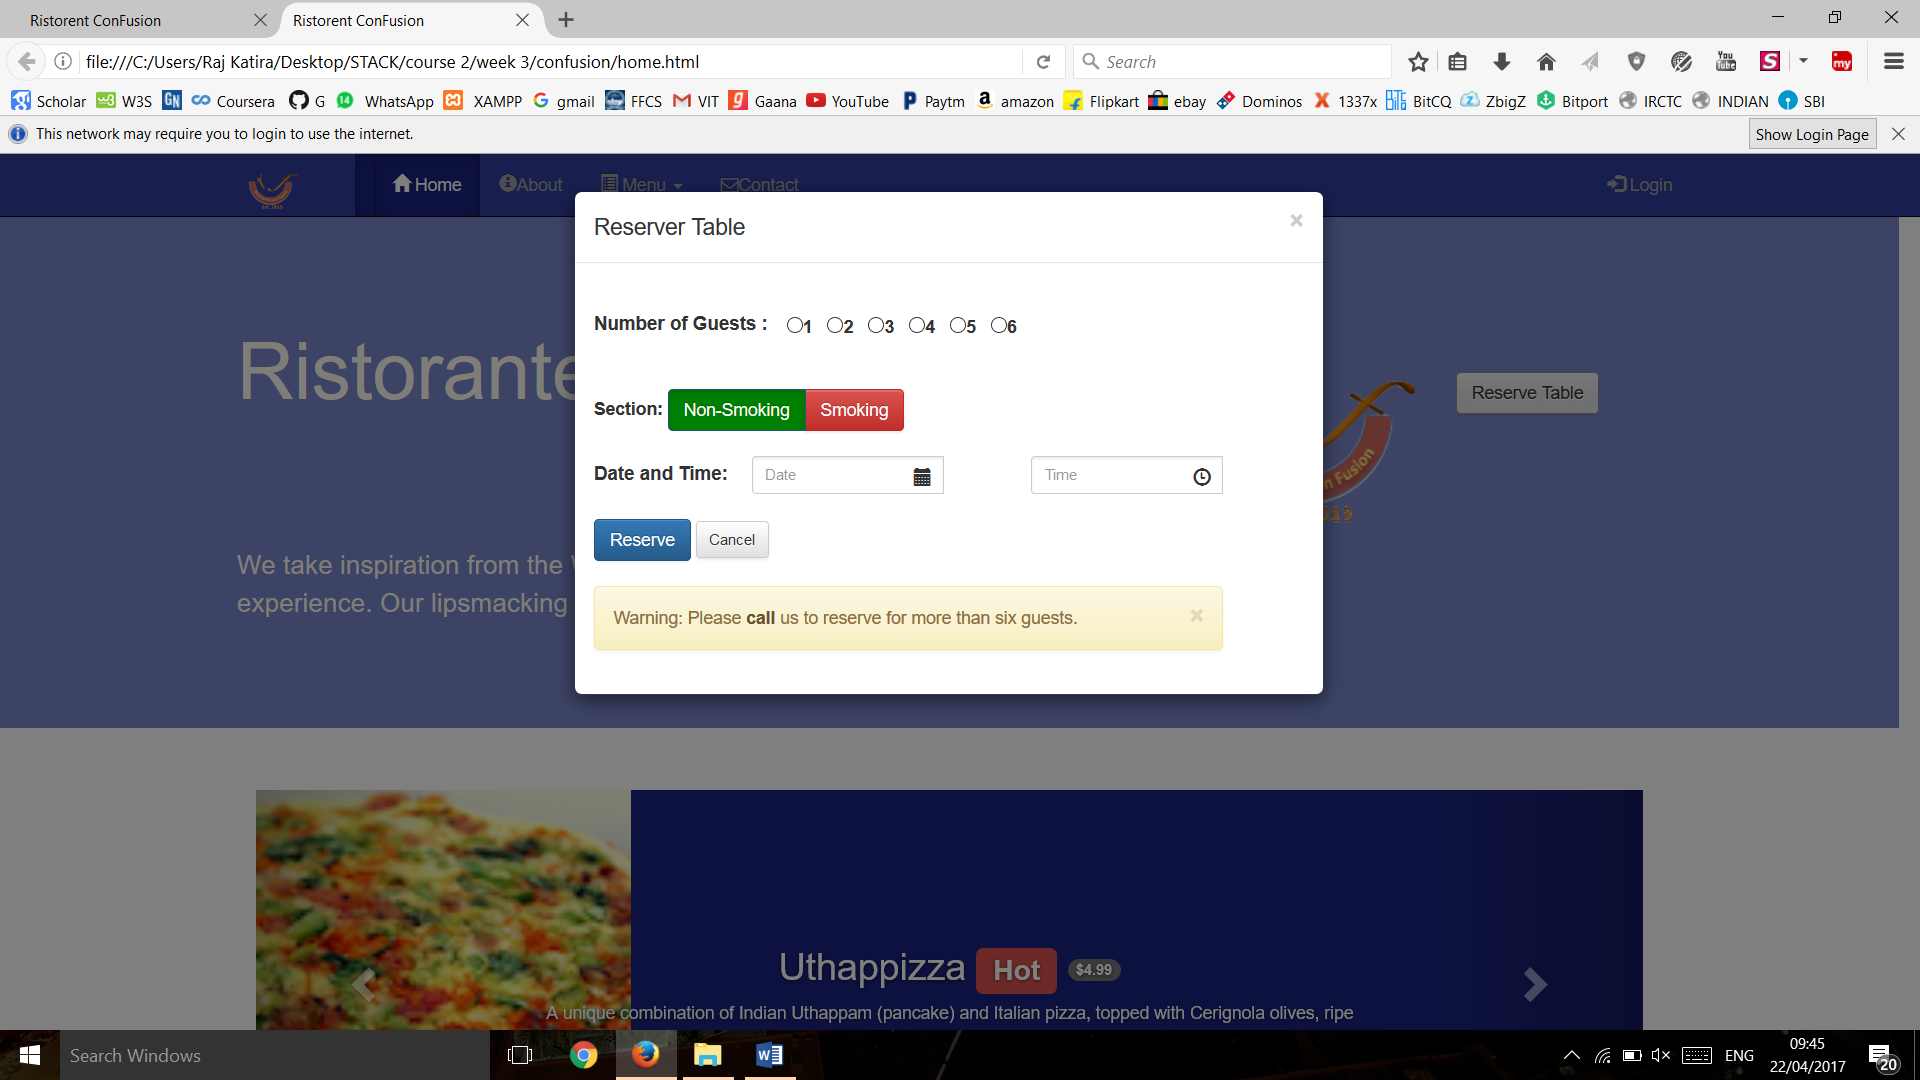 Ristorent ConFusion
Ristorent ConFusion
file:///C:/Users/Raj Katira/Desktop/STACK/course 2/week 3/confusion/home.html
Search
You Tube
S
my
Scholar W3S GN Coursera G 14 WhatsApp XAMPP gmail FFCS VIT Gaana YouTube Paytm amazon Flipkart ebay Dominos 1337x BitCQ ZbigZ Bitport IRCTC INDIAN SBI
This network may require you to login to use the internet.
Show Login Page
Home About Menu Contact Login
Reserver Table
×
Number of Guests : 1 2 3 4 5 6
Ristorante
Reserve Table
Section: Non-Smoking Smoking
Date and Time: Date Time
Fusion
Reserve Cancel
We take inspiration from the
experience. Our lipsmacking
Warning: Please call us to reserve for more than six guests.
×
Uthappizza Hot $4.99
A unique combination of Indian Uthappam (pancake) and Italian pizza, topped with Cerignola olives, ripe
Search Windows
ENG
09:45
22/04/2017
20